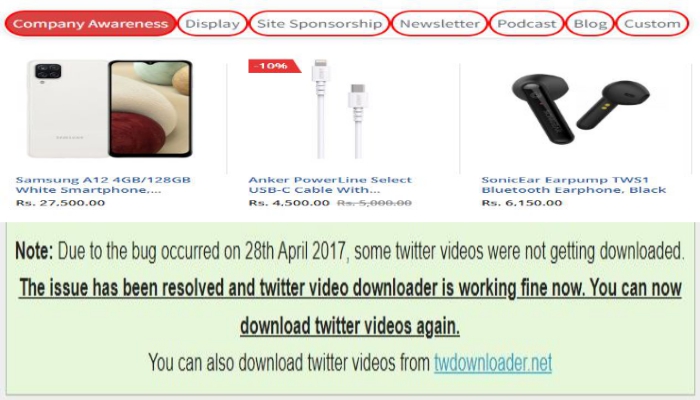 Company Awareness Display Site Sponsorship Newsletter Podcast Blog Custom
-10%
SAMSUNG
Samsung A12 4GB/128GB
White Smartphone,...
Rs. 27,500.00
Anker PowerLine Select
USB-C Cable With...
Rs. 4,500.00 Rs. 5,000.00
SonicEar Earpump TWS1
Bluetooth Earphone, Black
Rs. 6,150.00
Note: Due to the bug occurred on 28th April 2017, some twitter videos were not getting downloaded.
The issue has been resolved and twitter video downloader is working fine now. You can now
download twitter videos again.
You can also download twitter videos from twdownloader.net